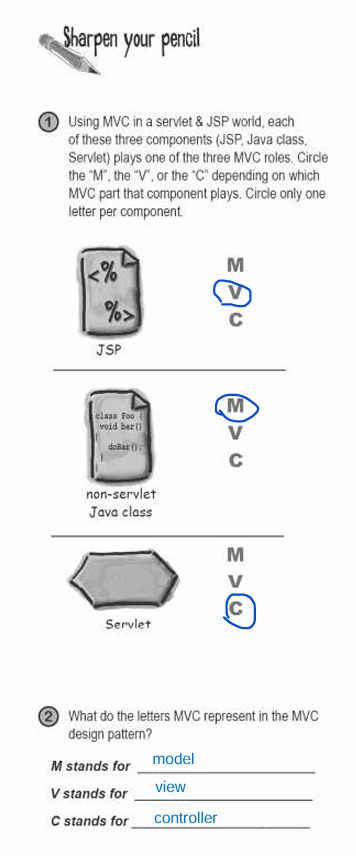 Sharpen your pencil
1 Using MVC in a servlet & JSP world, each
of these three components (JSP, Java class,
Servlet) plays one of the three MVC roles. Circle
the "M", the "V", or the "C" depending on which
MVC part that component plays. Circle only one
letter per component.
<%
%>
JSP
M
V
C
class Foo {
void bar()
{
doBar();
}
}
non-servlet
Java class
M
V
C
Servlet
M
V
C
2 What do the letters MVC represent in the MVC
design pattern?
M stands for model
V stands for view
C stands for controller